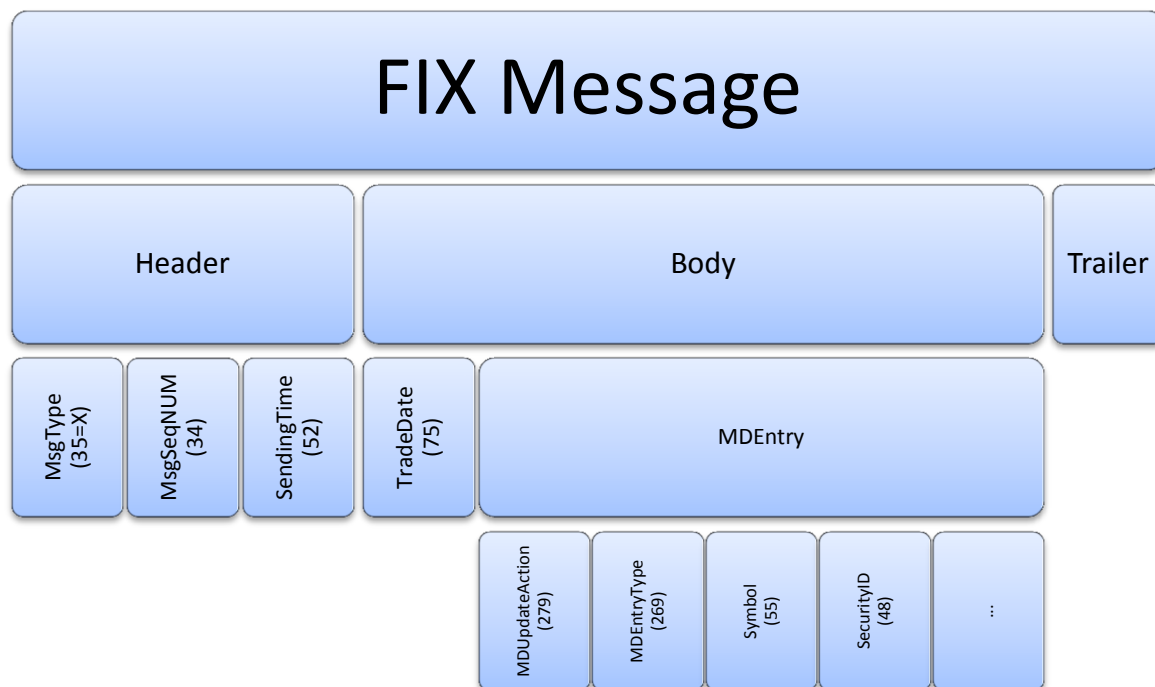 FIX Message
Header
Body
Trailer
MsgType
(35=X)
MsgSeqNUM
(34)
SendingTime
(52)
TradeDate
(75)
MDEntry
MDUpdateAction
(279)
MDEntryType
(269)
Symbol
(55)
SecurityID
(48)
...